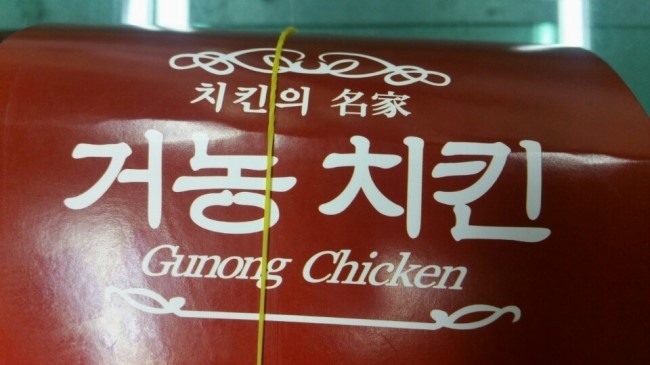 치킨의 名家
거농 치킨
Gunong Chicken